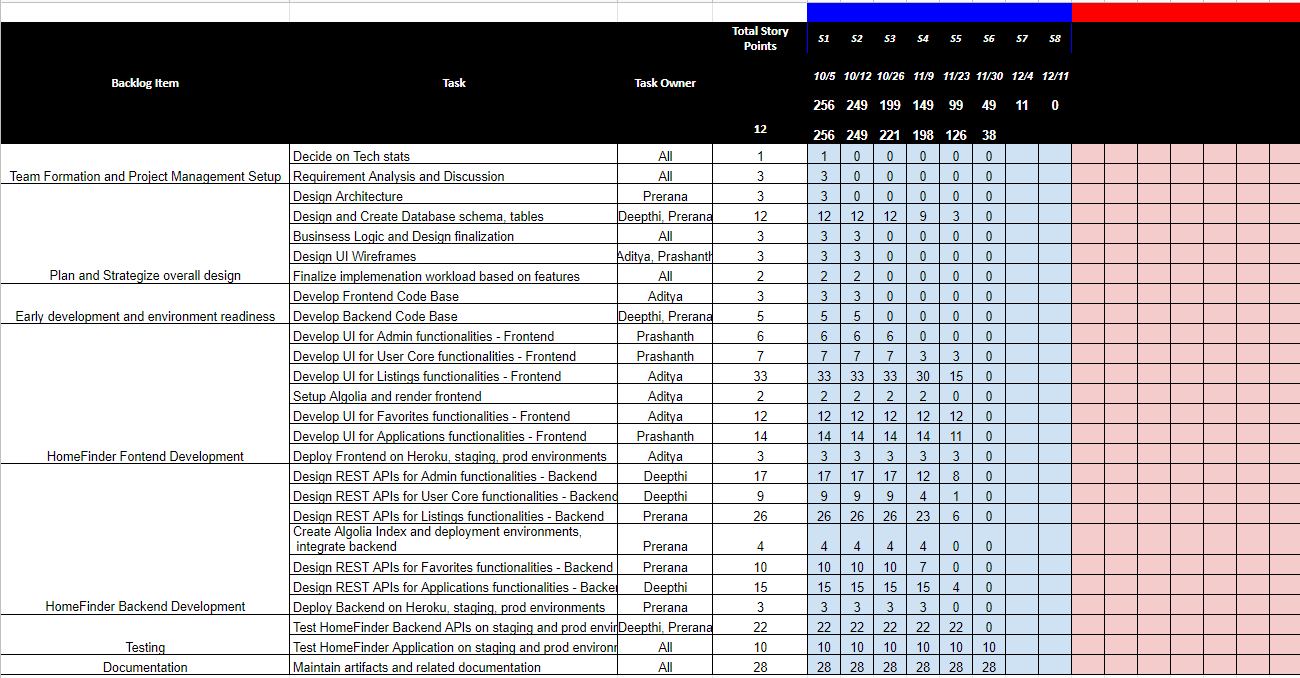 Backlog Item Task Task Owner Total Story Points S1 S2 S3 S4 S5 S6 S7 S8
10/5 10/12 10/26 11/9 11/23 11/30 12/4 12/11
256 249 199 149 99 49 11 0
12 256 249 221 198 126 38
Decide on Tech stats All 1 1 0 0 0 0 0
Team Formation and Project Management Setup Requirement Analysis and Discussion All 3 3 0 0 0 0 0
Design Architecture Prerana 3 3 0 0 0 0 0
Design and Create Database schema, tables Deepthi, Prerana 12 12 12 12 9 3 0
Businsess Logic and Design finalization All 3 3 3 0 0 0 0
Design UI Wireframes Aditya, Prashanth 3 3 3 0 0 0 0
Plan and Strategize overall design Finalize implemenation workload based on features All 2 2 2 0 0 0 0
Develop Frontend Code Base Aditya 3 3 3 0 0 0 0
Early development and environment readiness Develop Backend Code Base Deepthi, Prerana 5 5 5 0 0 0 0
Develop UI for Admin functionalities - Frontend Prashanth 6 6 6 6 0 0 0
Develop UI for User Core functionalities - Frontend Prashanth 7 7 7 7 3 3 0
Develop UI for Listings functionalities - Frontend Aditya 33 33 33 33 30 15 0
Setup Algolia and render frontend Aditya 2 2 2 2 2 0 0
Develop UI for Favorites functionalities - Frontend Aditya 12 12 12 12 12 12 0
Develop UI for Applications functionalities - Frontend Prashanth 14 14 14 14 14 11 0
HomeFinder Fontend Development Deploy Frontend on Heroku, staging, prod environments Aditya 3 3 3 3 3 3 0
Design REST APIs for Admin functionalities - Backend Deepthi 17 17 17 17 12 8 0
Design REST APIs for User Core functionalities - Backend Deepthi 9 9 9 9 4 1 0
Design REST APIs for Listings functionalities - Backend Prerana 26 26 26 26 23 6 0
Create Algolia Index and deployment environments,
integrate backend Prerana 4 4 4 4 4 0 0
Design REST APIs for Favorites functionalities - Backend Prerana 10 10 10 10 7 0 0
Design REST APIs for Applications functionalities - Backe Deepthi 15 15 15 15 15 4 0
HomeFinder Backend Development Deploy Backend on Heroku, staging, prod environments Prerana 3 3 3 3 3 0 0
Test HomeFinder Backend APIs on staging and prod envir Deepthi, Prerana 22 22 22 22 22 22 0
Testing Test HomeFinder Application on staging and prod environr All 10 10 10 10 10 10 10
Documentation Maintain artifacts and related documentation All 28 28 28 28 28 28 28